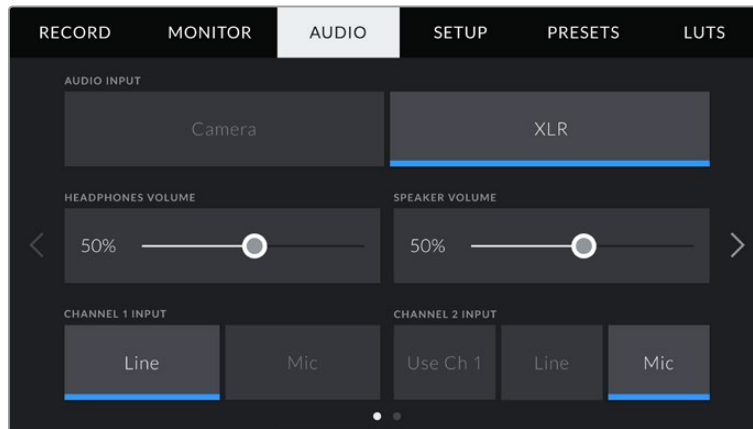 RECORD MONITOR AUDIO SETUP PRESETS LUTS
AUDIO INPUT
Camera XLR
HEADPHONES VOLUME SPEAKER VOLUME
50% 50%
CHANNEL 1 INPUT CHANNEL 2 INPUT
Line Mic Use Ch 1 Line Mic